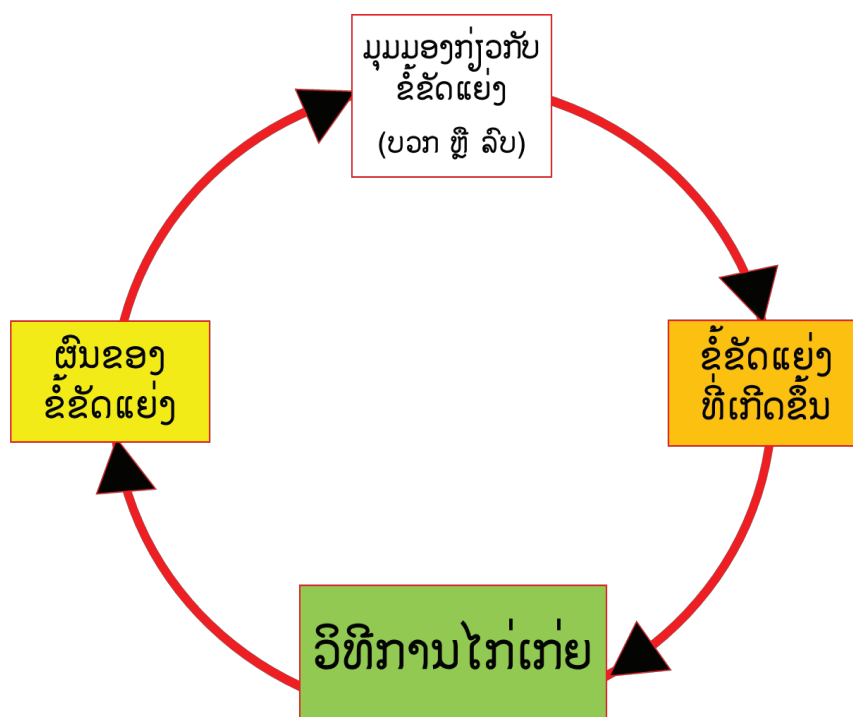 ມຸມມອງກ່ຽວກັບ
ຂໍ້ຂັດແຍ່ງ
(ບວກ ຫຼື ລົບ)
ຂໍ້ຂັດແຍ່ງ
ທີ່ເກີດຂຶ້ນ
ວິທີການໄກ່ເກ່ຍ
ຜົນຂອງ
ຂໍ້ຂັດແຍ່ງ